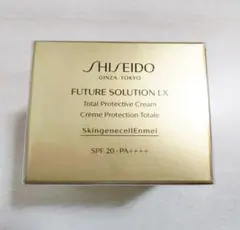 SHISEIDO
GINZA TOKYO
FUTURE SOLUTION LX
Total Protective Cream
Crème Protection Totale
SkingenecellEnmei
SPF 20・PA++++